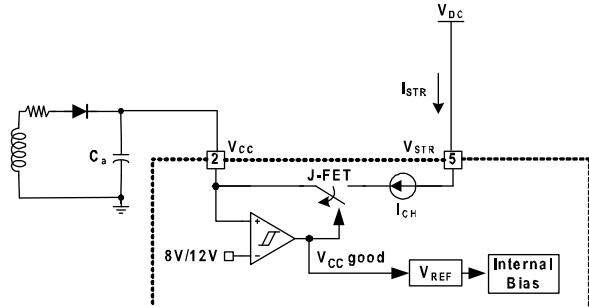 V_DC
I_STR
C_a
2
V_CC
V_STR
5
J-FET
I_CH
+
8V/12V
−
V_CC good
V_REF
Internal
Bias